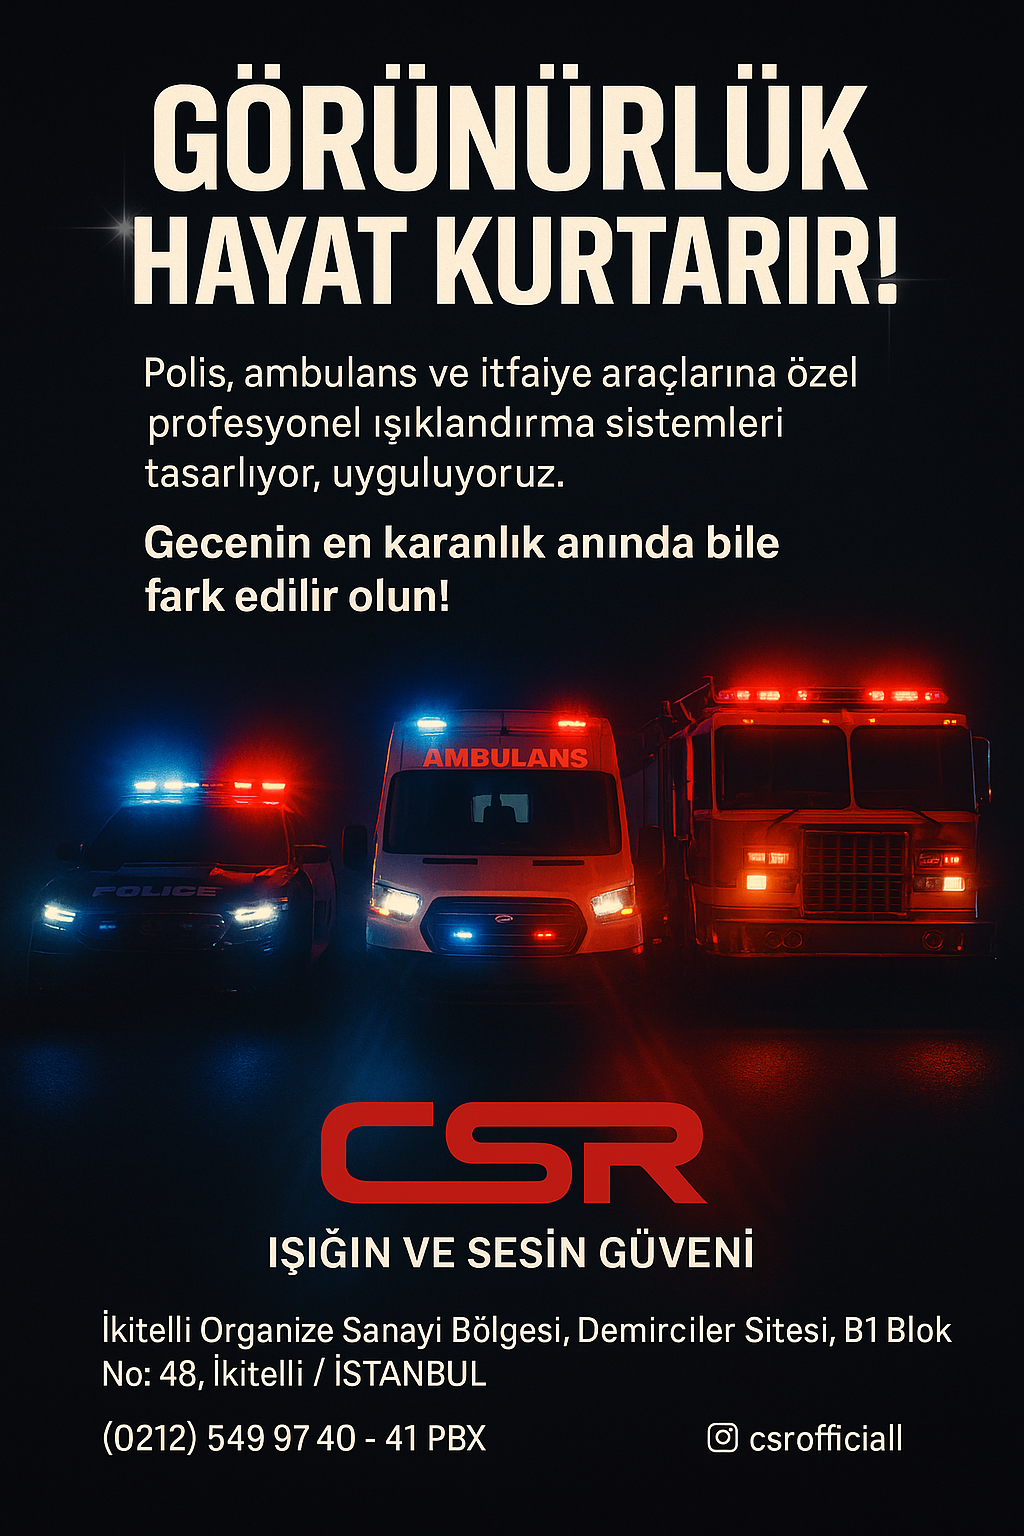 GÖRÜNÜRLÜK
HAYAT KURTARIR!
Polis, ambulans ve itfaiye araçlarına özel
profesyonel ışıklandırma sistemleri
tasarlıyor, uyguluyoruz.
Gecenin en karanlık anında bile
fark edilir olun!
AMBULANS
POLICE
CSR
IŞIĞIN VE SESİN GÜVENİ
İkitelli Organize Sanayi Bölgesi, Demirciler Sitesi, B1 Blok
No: 48, İkitelli / İSTANBUL
(0212) 549 97 40 - 41 PBX
csrofficiall